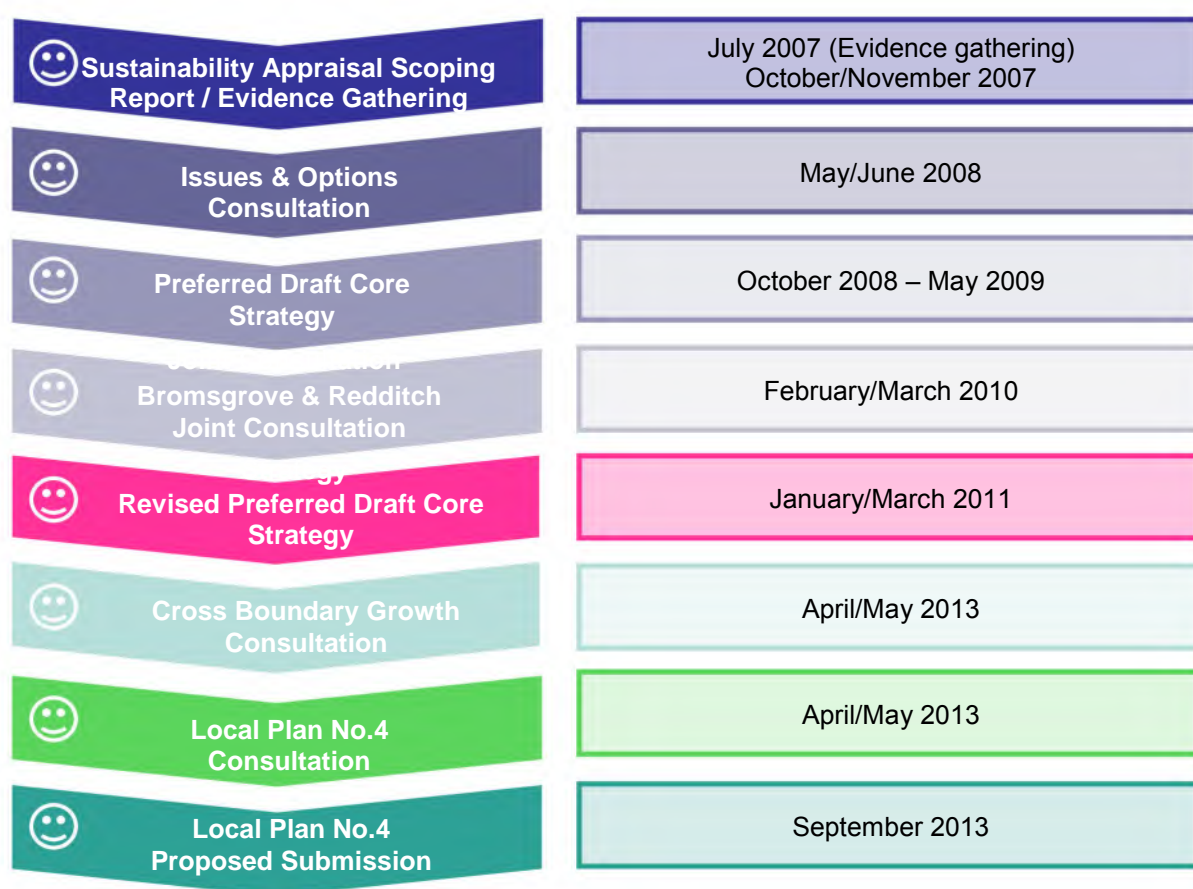 Sustainability Appraisal Scoping
Report / Evidence Gathering
July 2007 (Evidence gathering)
October/November 2007
Issues & Options
Consultation
May/June 2008
Preferred Draft Core
Strategy
October 2008 – May 2009
Bromsgrove & Redditch
Joint Consultation
February/March 2010
Revised Preferred Draft Core
Strategy
January/March 2011
Cross Boundary Growth
Consultation
April/May 2013
Local Plan No.4
Consultation
April/May 2013
Local Plan No.4
Proposed Submission
September 2013